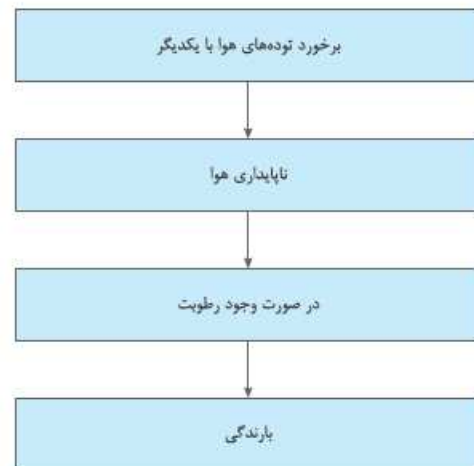 برخورد توده‌های هوا با یکدیگر
ناپایداری هوا
در صورت وجود رطوبت
بارندگی